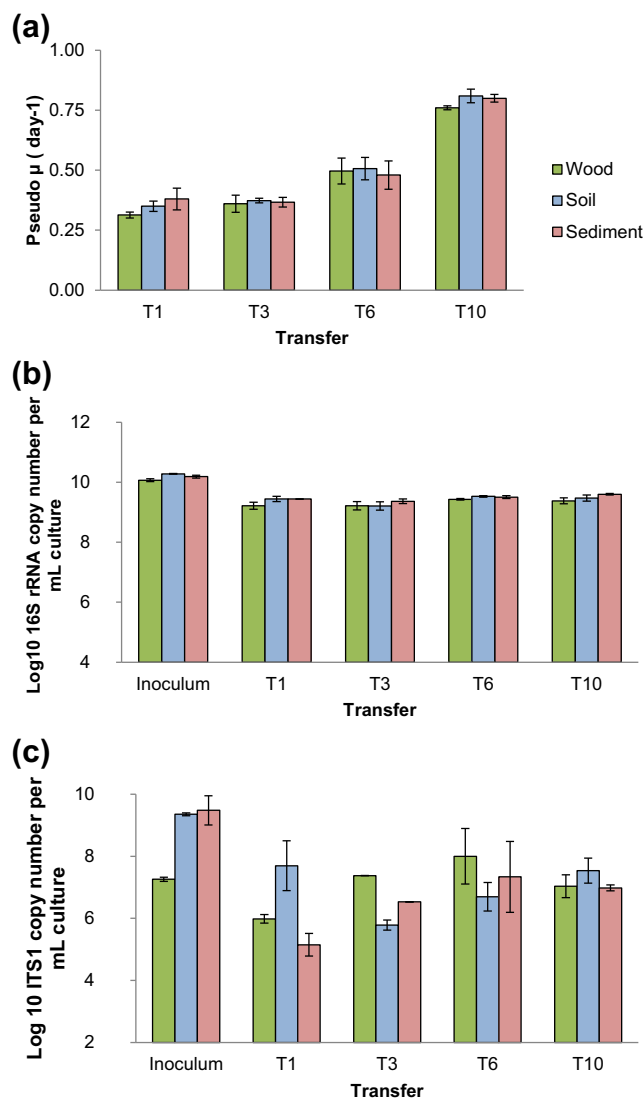 (a)
Pseudo µ ( day-1)
1.00
0.75
0.50
0.25
0.00
T1 T3 T6 T10
Transfer
Wood
Soil
Sediment
(b)
Log10 16S rRNA copy number per
mL culture
12
10
8
6
4
Inoculum T1 T3 T6 T10
Transfer
(c)
Log 10 ITS1 copy number per
mL culture
10
8
6
4
2
Inoculum T1 T3 T6 T10
Transfer